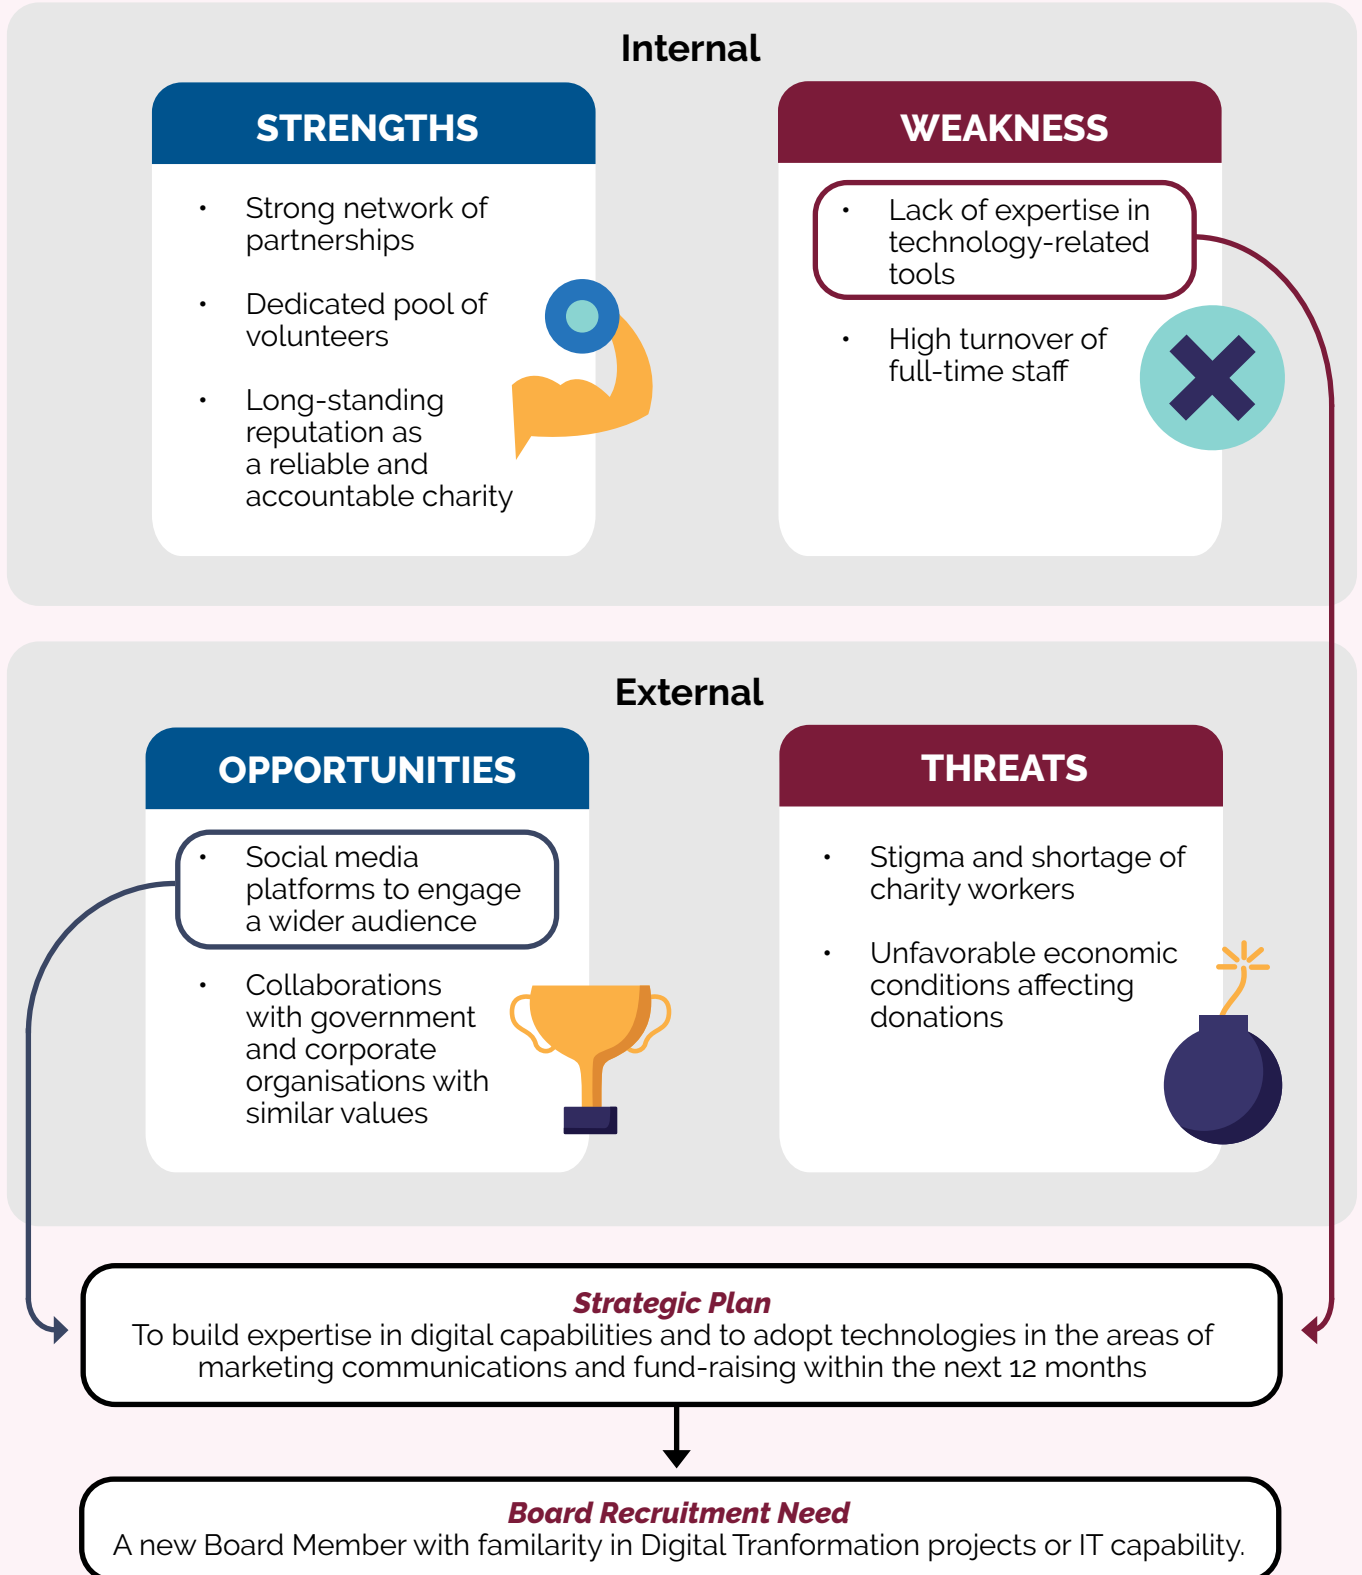 Internal
STRENGTHS
• Strong network of
partnerships
• Dedicated pool of
volunteers
• Long-standing
reputation as
a reliable and
accountable charity
WEAKNESS
• Lack of expertise in
technology-related
tools
• High turnover of
full-time staff
External
OPPORTUNITIES
• Social media
platforms to engage
a wider audience
• Collaborations
with government
and corporate
organisations with
similar values
THREATS
• Stigma and shortage of
charity workers
• Unfavorable economic
conditions affecting
donations
Strategic Plan
To build expertise in digital capabilities and to adopt technologies in the areas of
marketing communications and fund-raising within the next 12 months
Board Recruitment Need
A new Board Member with familarity in Digital Tranformation projects or IT capability.